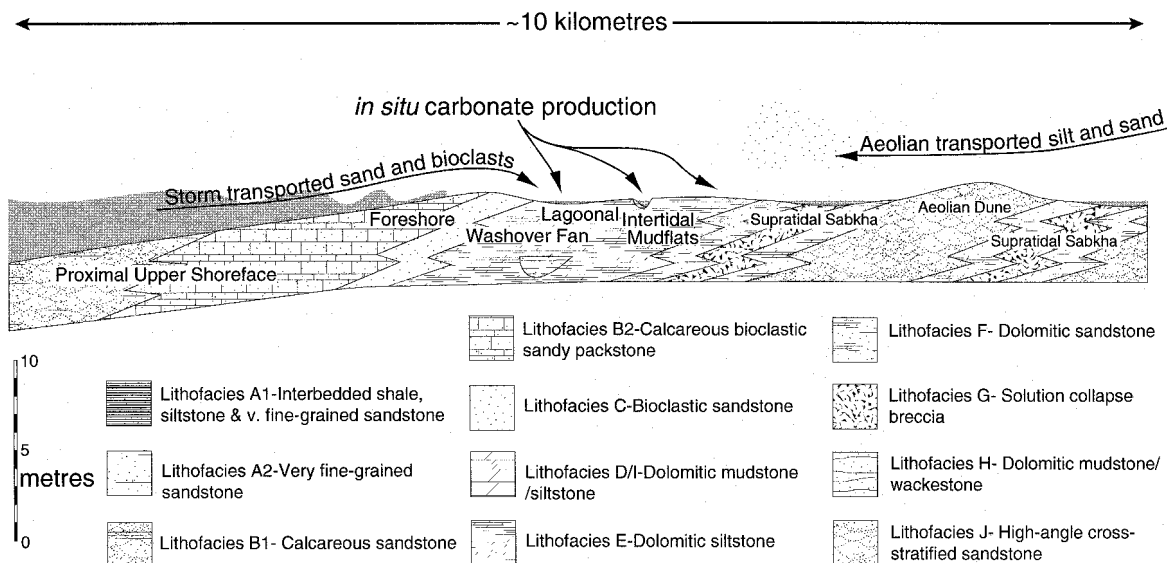 ~10 kilometres
in situ carbonate production
Aeolian transported silt and sand
Storm transported sand and bioclasts
Foreshore
Lagoonal
Washover Fan
Intertidal
Mudflats
Supratidal Sabkha
Aeolian Dune
Supratidal Sabkha
Proximal Upper Shoreface
10
5
metres
0
Lithofacies A1-Interbedded shale,
siltstone & v. fine-grained sandstone
Lithofacies A2-Very fine-grained
sandstone
Lithofacies B1- Calcareous sandstone
Lithofacies B2-Calcareous bioclastic
sandy packstone
Lithofacies C-Bioclastic sandstone
Lithofacies D/I-Dolomitic mudstone
/siltstone
Lithofacies E-Dolomitic siltstone
Lithofacies F- Dolomitic sandstone
Lithofacies G- Solution collapse
breccia
Lithofacies H- Dolomitic mudstone/
wackestone
Lithofacies J- High-angle cross-
stratified sandstone